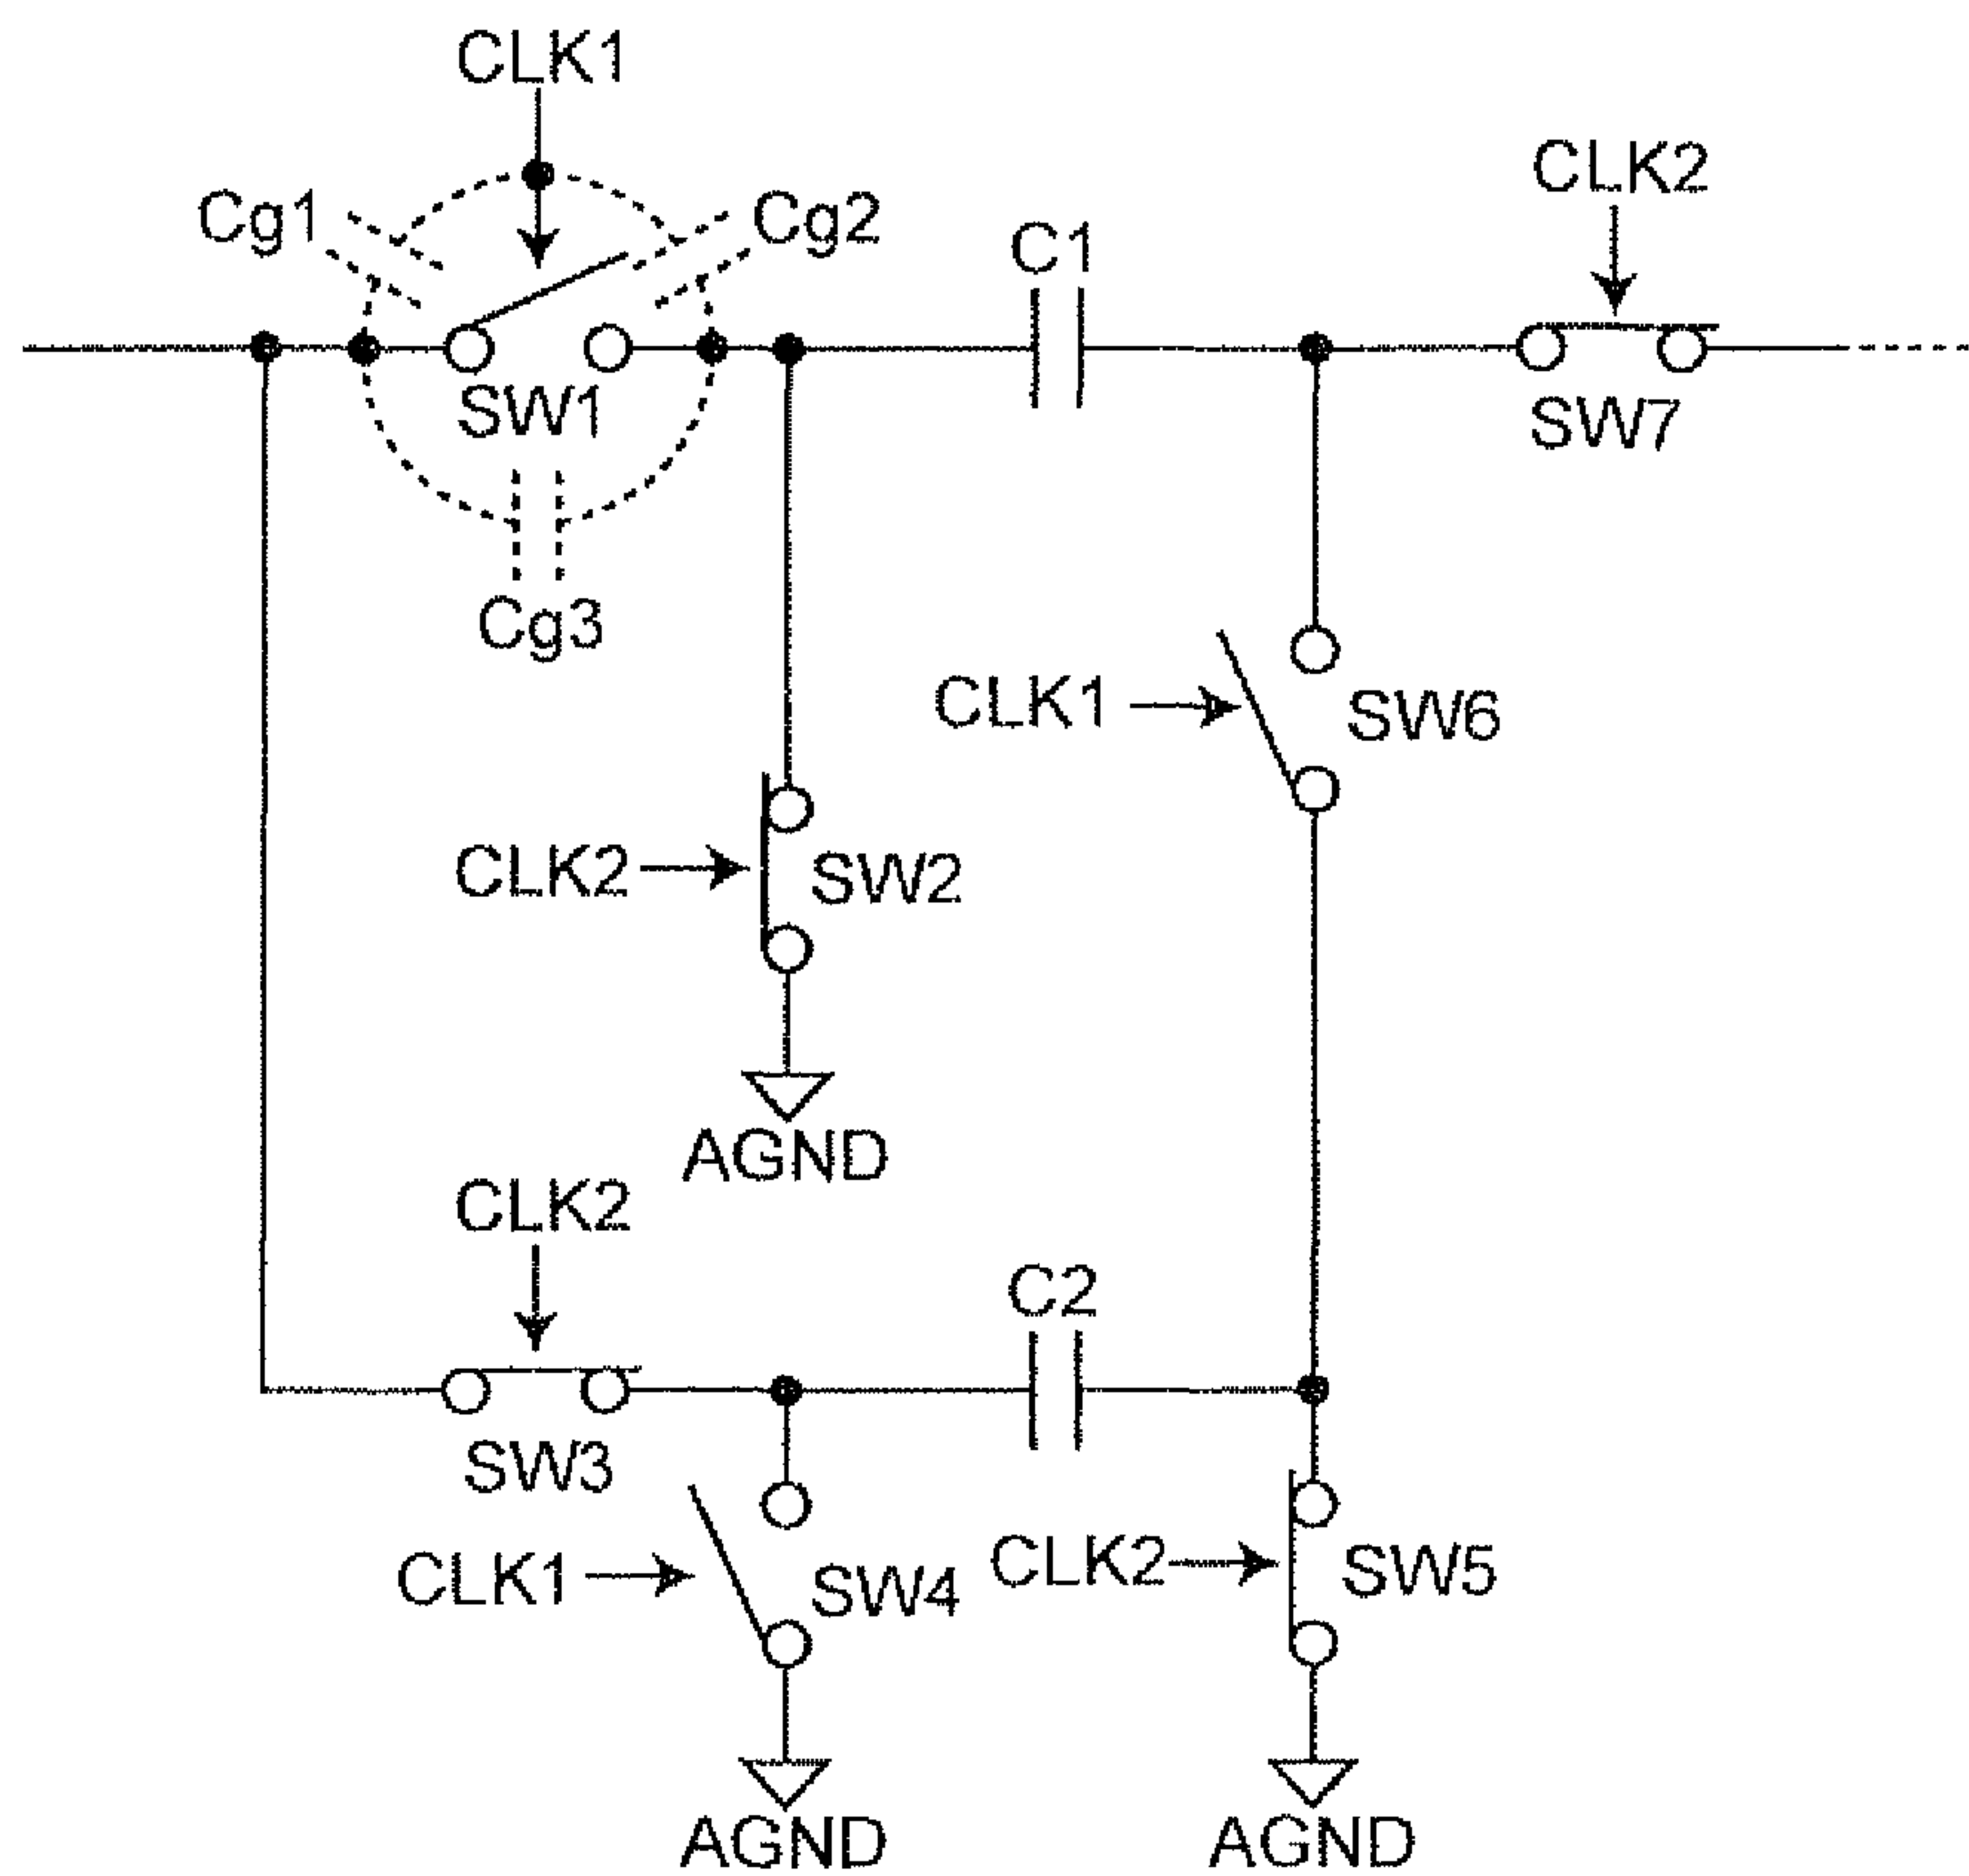 CLK1
CLK2
Cg1
Cg2
C1
SW1
SW7
Cg3
CLK1
SW6
CLK2
SW2
AGND
CLK2
C2
SW3
CLK1
SW4
CLK2
SW5
AGND
AGND